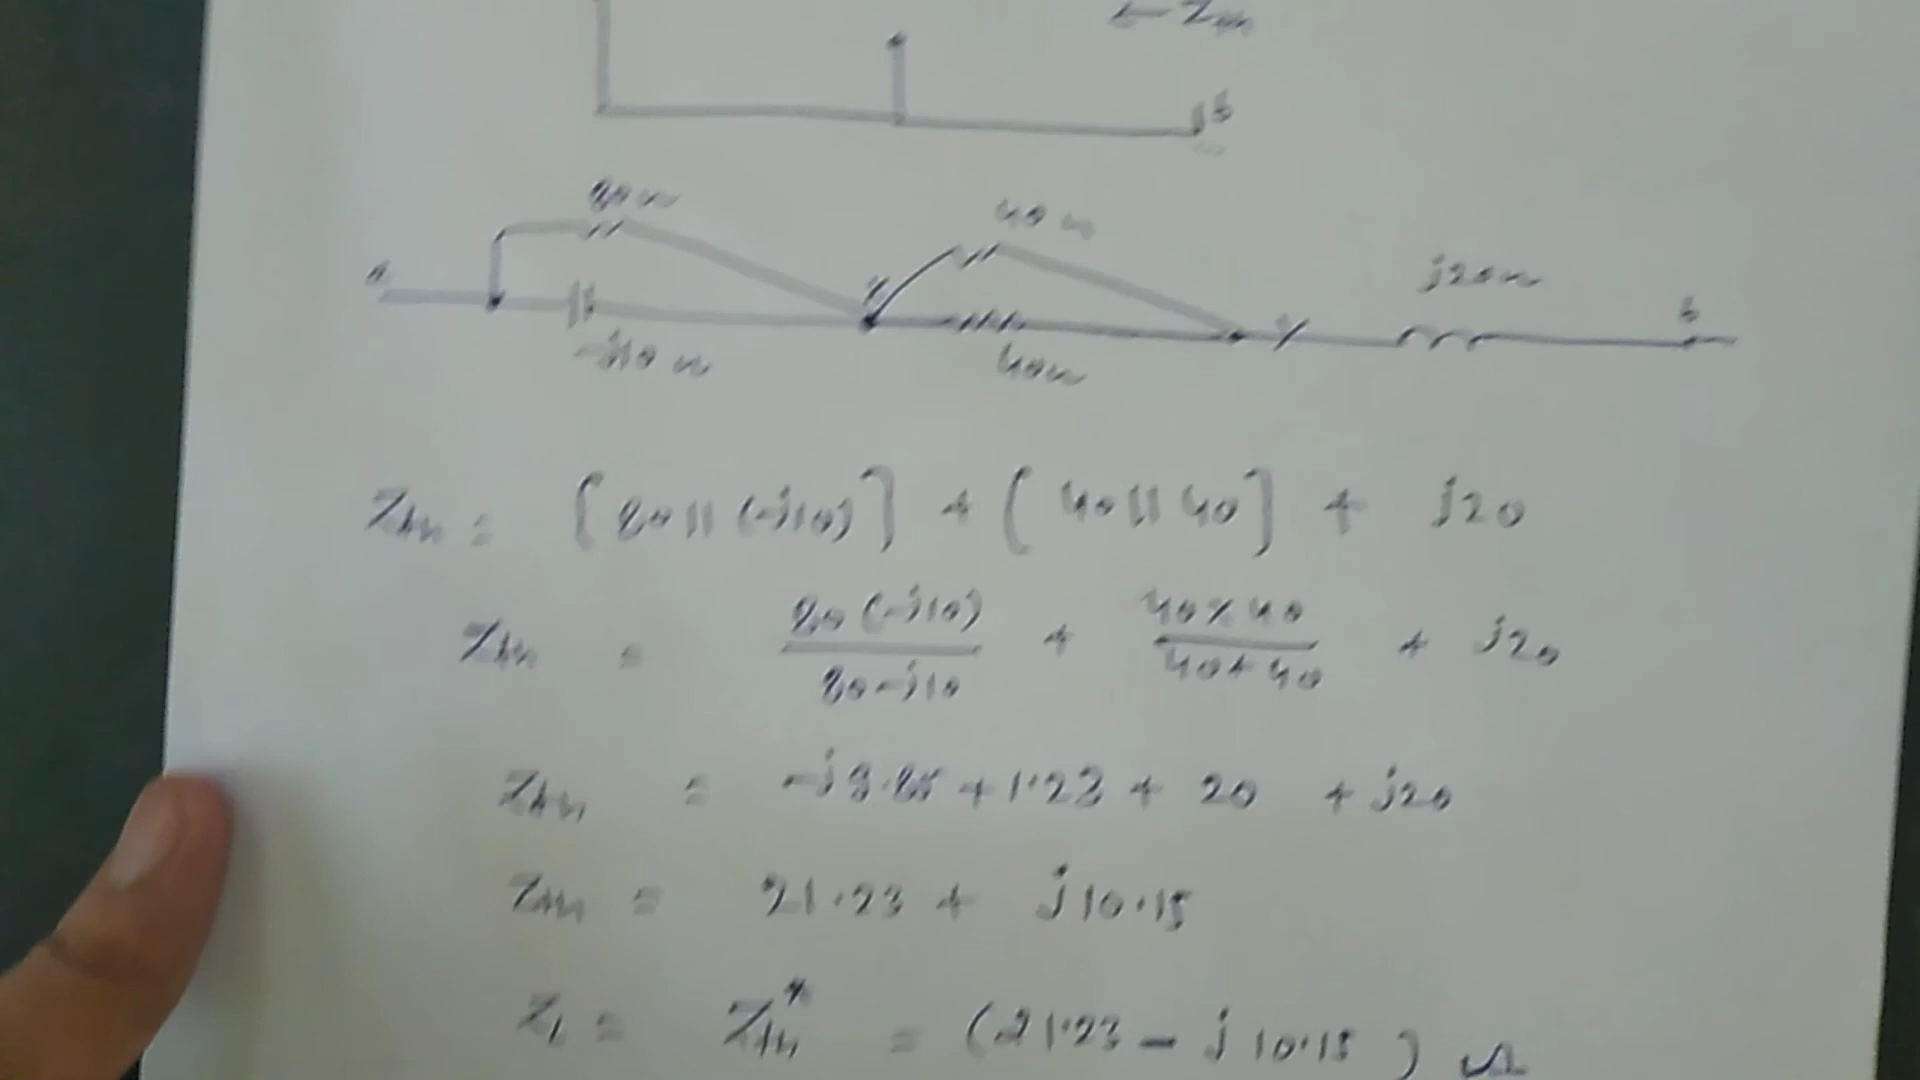 ← Zth
b
80Ω
40Ω
a
x
y
j20Ω
b
-j10Ω
40Ω
Zth = [80||(-j10)] + [40||40] + j20
Zth = 80(-j10)/80-j10 + 40×40/40+40 + j20
Zth = -j9.85 + 1.23 + 20 + j20
Zth = 21.23 + j10.15
ZL = Zth* = (21.23 - j10.15) Ω